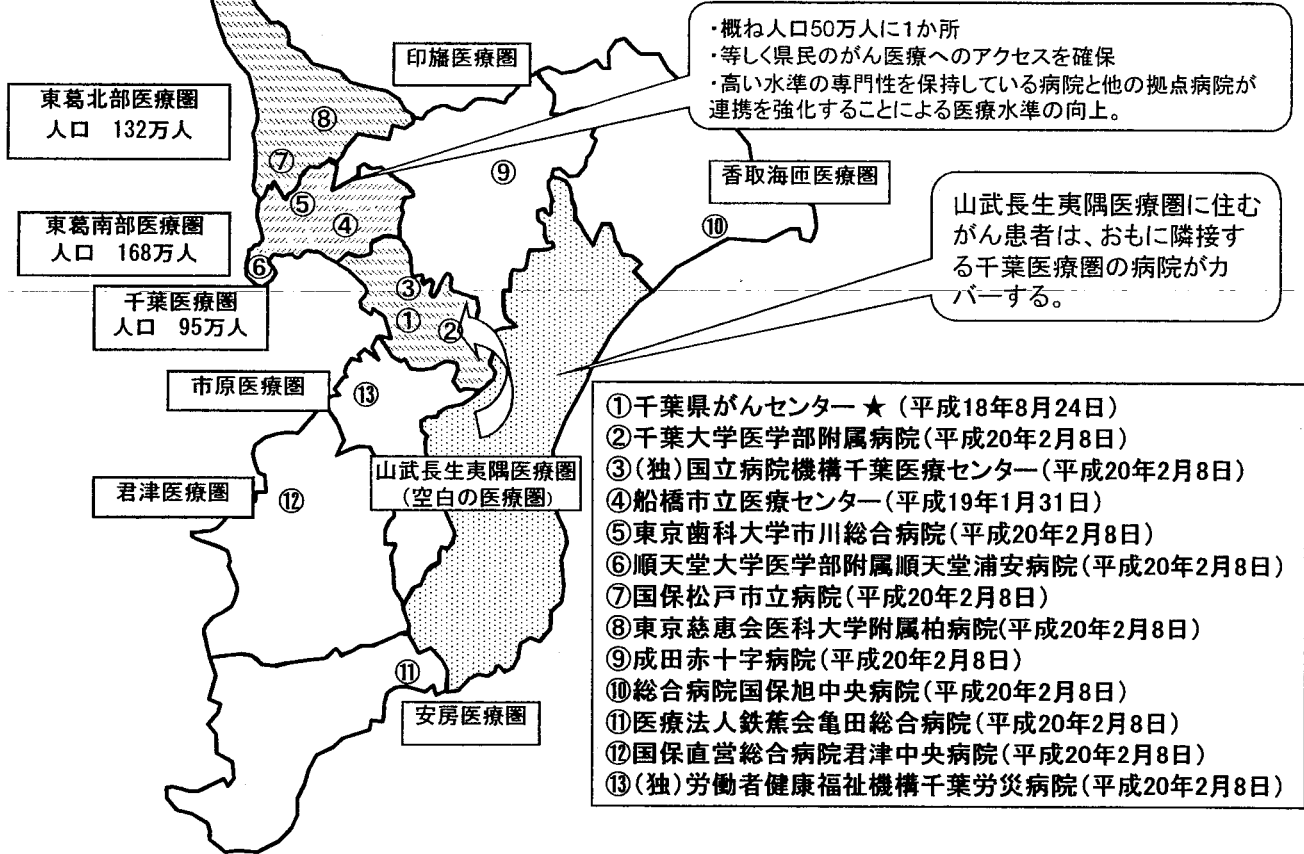 ・概ね人口50万人に1か所
・等しく県民のがん医療へのアクセスを確保
・高い水準の専門性を保持している病院と他の拠点病院が
連携を強化することによる医療水準の向上。
印旛医療圏
東葛北部医療圏
人口 132万人
⑧
⑦
⑨
香取海匝医療圏
⑤
④
⑩
東葛南部医療圏
人口 168万人
⑥
山武長生夷隅医療圏に住む
がん患者は、おもに隣接す
る千葉医療圏の病院がカ
バーする。
千葉医療圏
人口 95万人
③
①
②
市原医療圏
⑬
山武長生夷隅医療圏
(空白の医療圏)
君津医療圏
⑫
⑪
安房医療圏
①千葉県がんセンター ★ (平成18年8月24日)
②千葉大学医学部附属病院(平成20年2月8日)
③(独)国立病院機構千葉医療センター(平成20年2月8日)
④船橋市立医療センター(平成19年1月31日)
⑤東京歯科大学市川総合病院(平成20年2月8日)
⑥順天堂大学医学部附属順天堂浦安病院(平成20年2月8日)
⑦国保松戸市立病院(平成20年2月8日)
⑧東京慈恵会医科大学附属柏病院(平成20年2月8日)
⑨成田赤十字病院(平成20年2月8日)
⑩総合病院国保旭中央病院(平成20年2月8日)
⑪医療法人鉄蕉会亀田総合病院(平成20年2月8日)
⑫国保直営総合病院君津中央病院(平成20年2月8日)
⑬(独)労働者健康福祉機構千葉労災病院(平成20年2月8日)